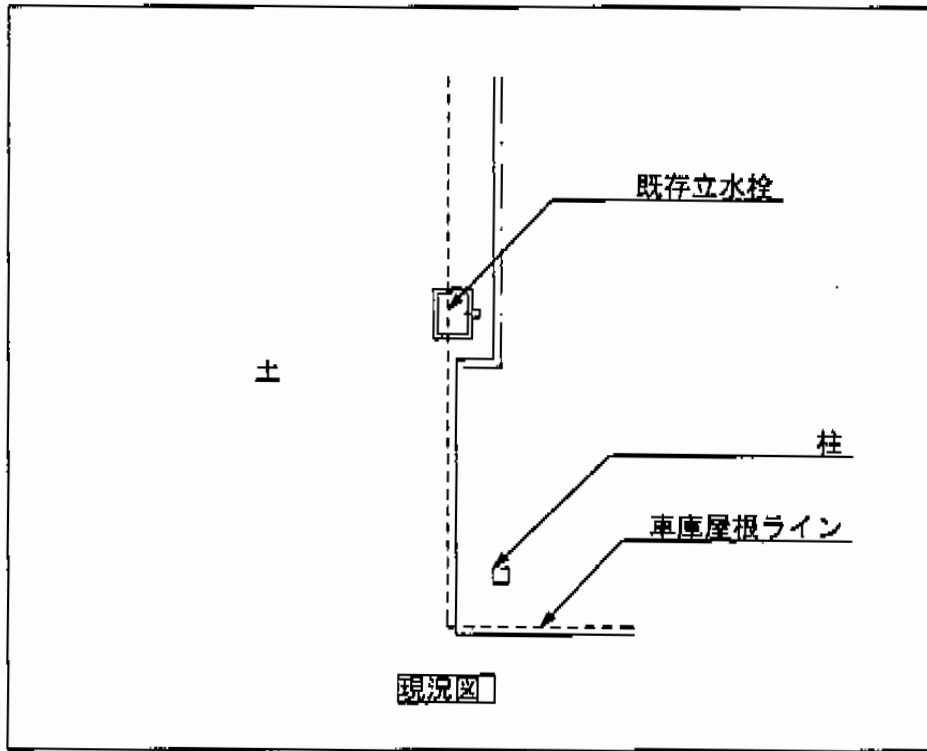 既存立水栓
土
柱
車庫屋根ライン
現況図